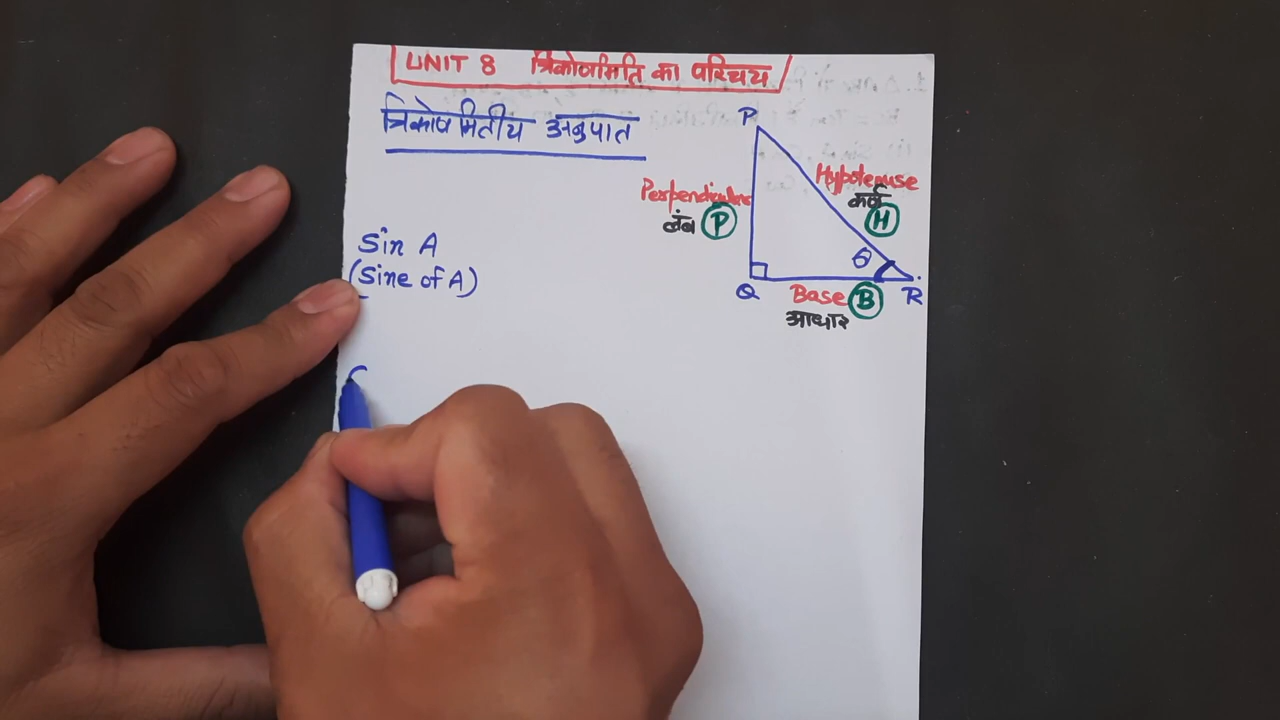 UNIT 8 त्रिकोणमिति का परिचय
त्रिकोणमितीय अनुपात
P
Perpendicular
लंब P
Hypotenuse
कर्ण
H
θ
Sin A
(Sine of A)
Q
Base B
R
आधार